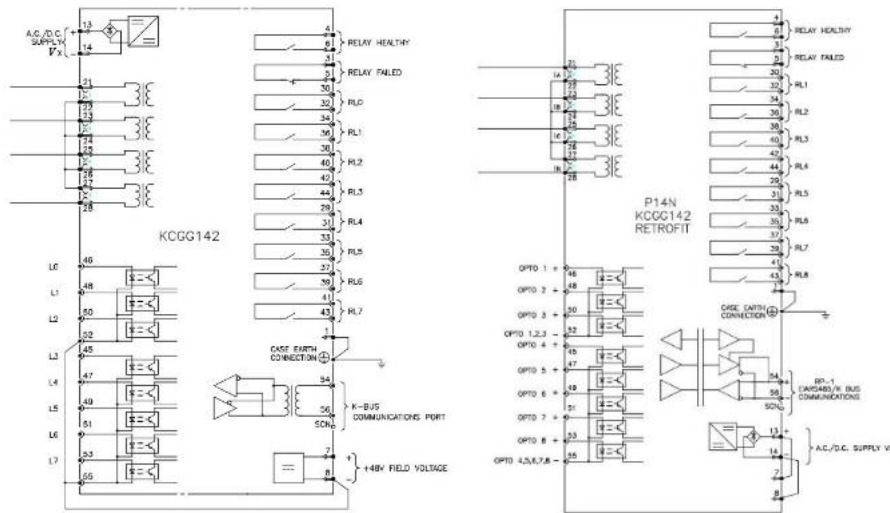 A.C./D.C. SUPPLY
Vx
13
+
14
-
21
22
23
24
25
26
27
28
KCGG142
L0
46
L1
48
L2
50
52
L3
45
L4
47
L5
49
L6
51
L7
53
55
4
6
RELAY HEALTHY
3
5
RELAY FAILED
30
32
RL0
34
36
RL1
38
40
RL2
42
44
RL3
29
31
RL4
33
35
RL5
37
39
RL6
41
43
RL7
1
CASE EARTH
CONNECTION
54
56
SCN
K-BUS
COMMUNICATIONS PORT
7
+
8
-
+48V FIELD VOLTAGE
21
IA
22
23
IB
24
25
IC
26
27
IN
28
P14N
KCGG142
RETROFIT
OPTO 1 +
46
OPTO 2 +
48
OPTO 3 +
50
OPTO 1,2,3 -
52
OPTO 4 +
45
OPTO 5 +
47
OPTO 6 +
49
OPTO 7 +
51
OPTO 8 +
53
OPTO 4,5,6,7,8 -
55
4
6
RELAY HEALTHY
3
5
RELAY FAILED
30
32
RL1
34
36
RL2
38
40
RL3
42
44
RL4
29
31
RL5
33
35
RL6
37
39
RL7
41
43
RL8
1
CASE EARTH
CONNECTION
54
56
SCN
RP-1
COMMUNICATIONS
13
+
14
-
A.C./D.C. SUPPLY
7
8